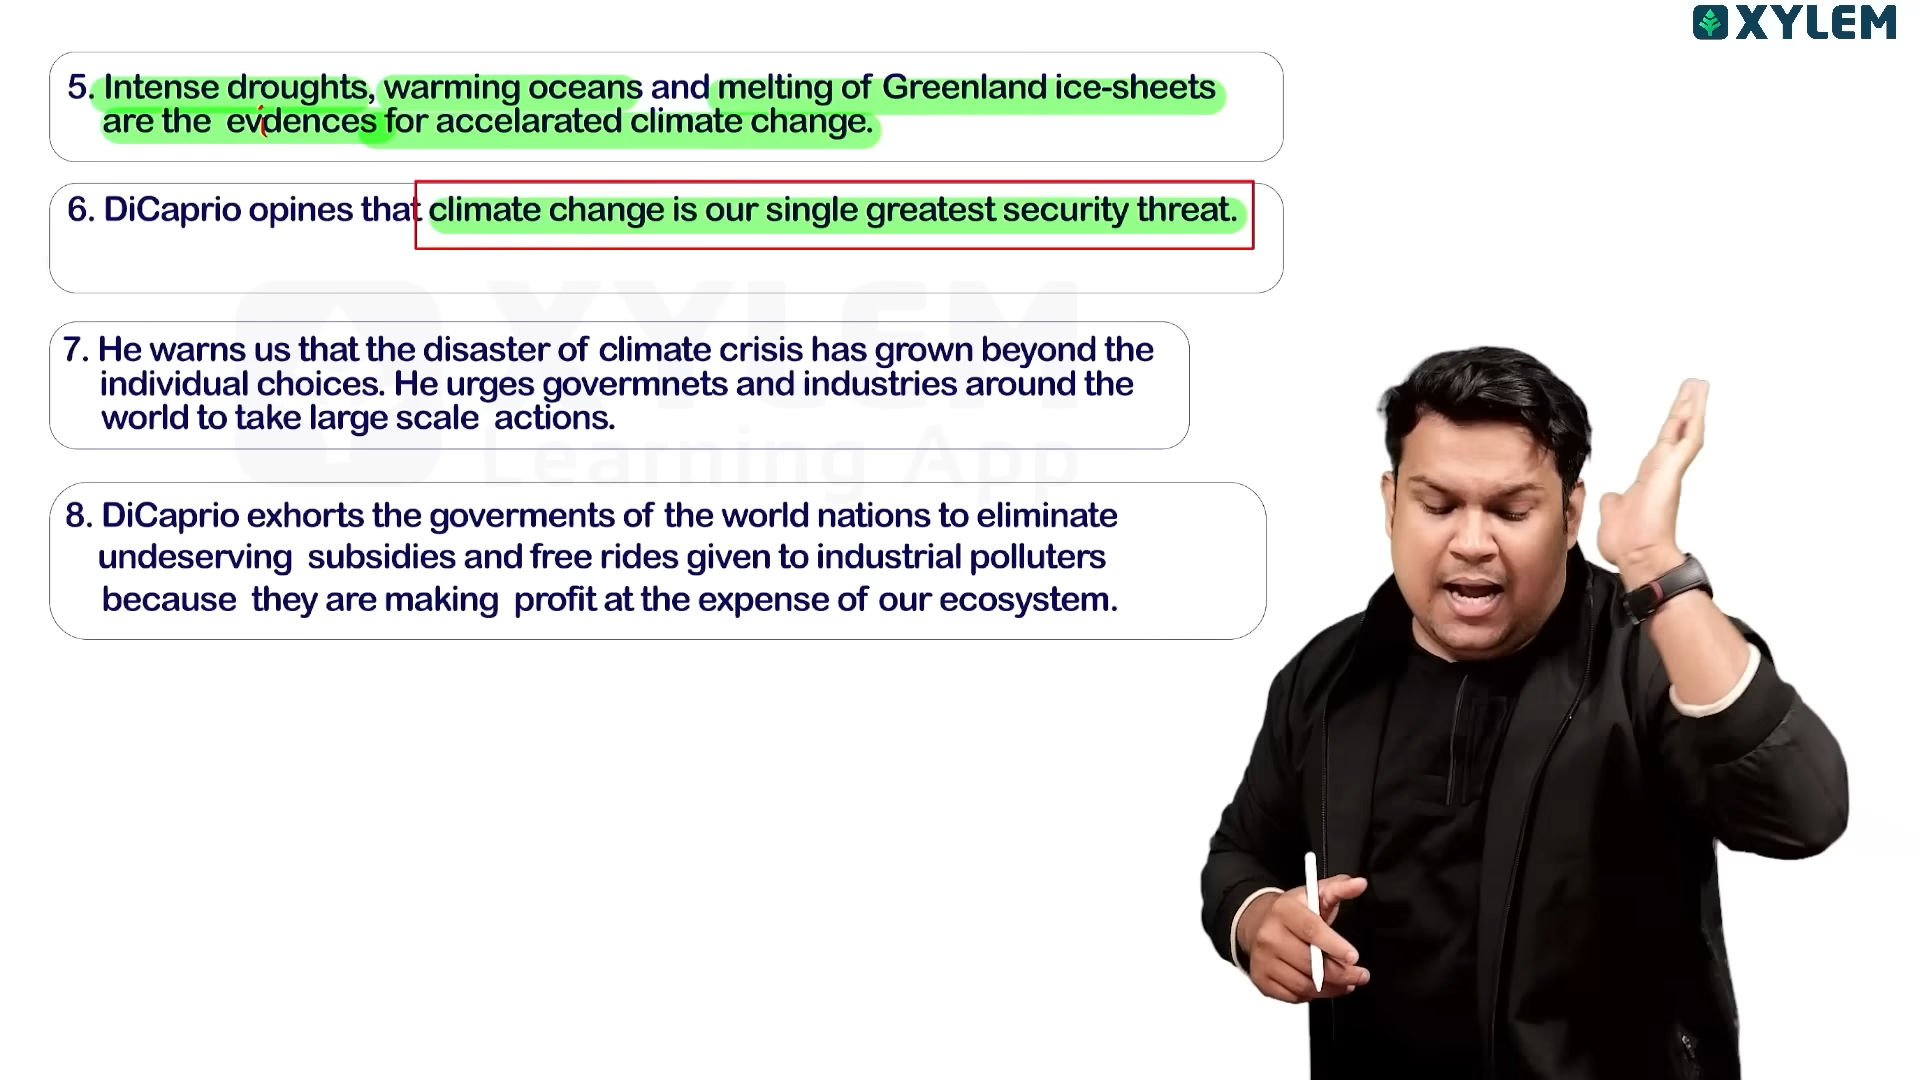 XYLEM
5. Intense droughts, warming oceans and melting of Greenland ice-sheets
are the evidences for accelarated climate change.
6. DiCaprio opines that climate change is our single greatest security threat.
7. He warns us that the disaster of climate crisis has grown beyond the
individual choices. He urges govermnets and industries around the
world to take large scale actions.
8. DiCaprio exhorts the goverments of the world nations to eliminate
undeserving subsidies and free rides given to industrial polluters
because they are making profit at the expense of our ecosystem.
XYLEM
Learning App